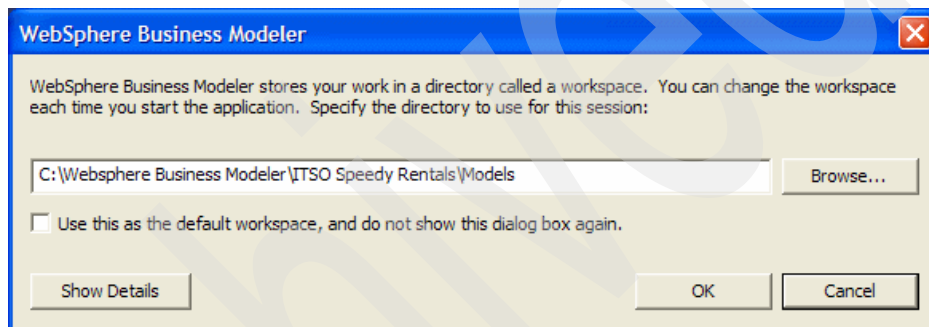 WebSphere Business Modeler
WebSphere Business Modeler stores your work in a directory called a workspace. You can change the workspace
each time you start the application. Specify the directory to use for this session:
C:\Websphere Business Modeler\ITSO Speedy Rentals\Models
Browse...
Use this as the default workspace, and do not show this dialog box again.
Show Details
OK
Cancel